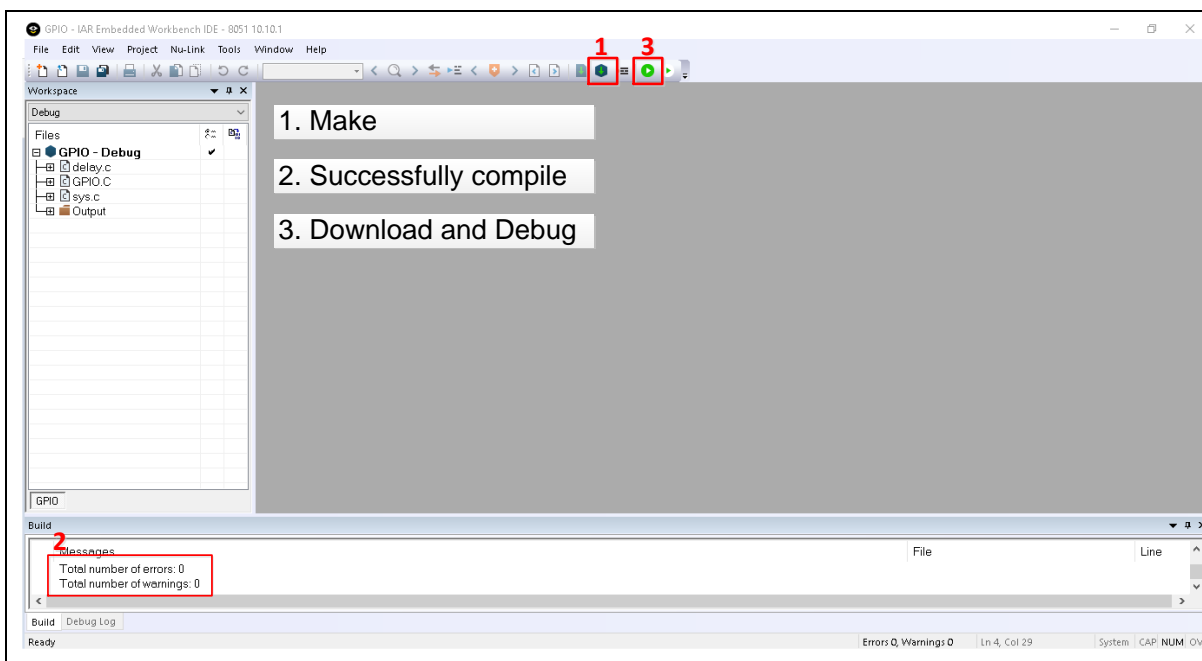 GPIO - IAR Embedded Workbench IDE - 8051 10.10.1
File Edit View Project Nu-Link Tools Window Help
1 3
Workspace
Debug
Files
GPIO - Debug
delay.c
GPIO.C
sys.c
Output
1. Make
2. Successfully compile
3. Download and Debug
GPIO
Build
2
Messages File Line
Total number of errors: 0
Total number of warnings: 0
Build Debug Log
Ready Errors 0, Warnings 0 Ln 4, Col 29 System CAP NUM OV